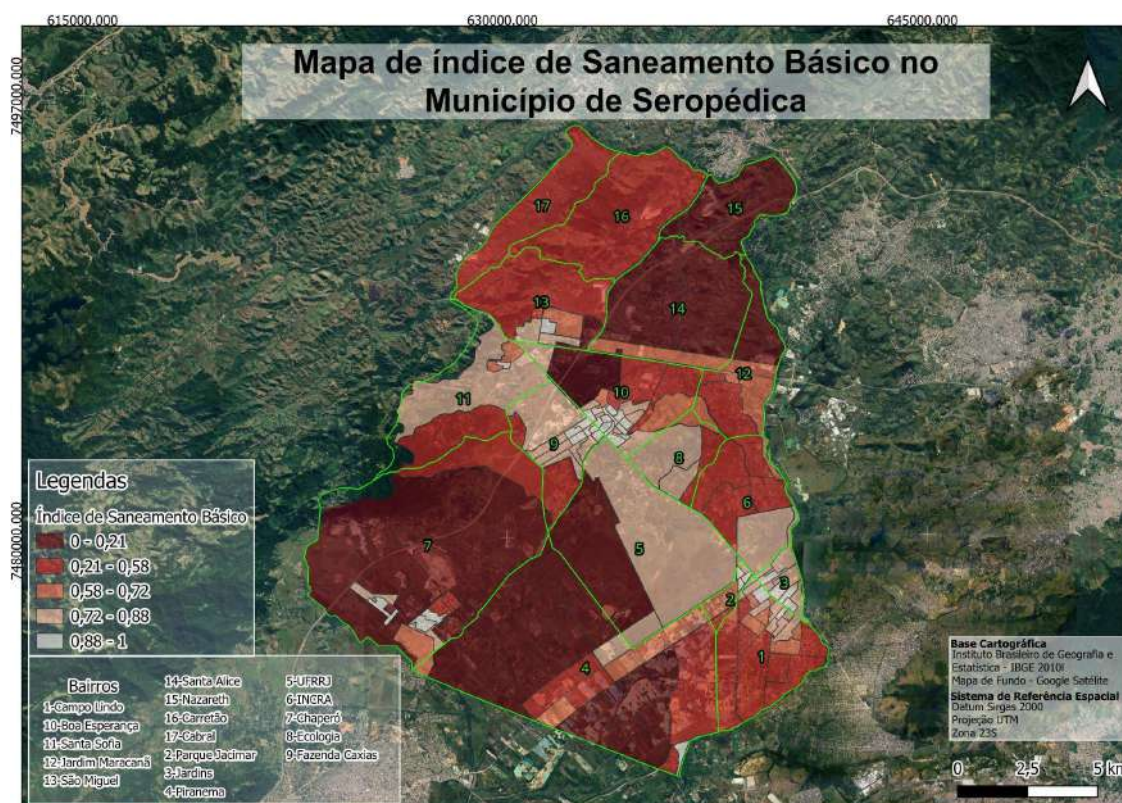 615000.000
630000.000
645000.000
7497000.000
7480000.000
Mapa de índice de Saneamento Básico no
Município de Seropédica
17
16
15
13
14
12
10
11
9
8
6
7
5
3
2
4
1
Legendas
Índice de Saneamento Básico
0 - 0,21
0,21 - 0,58
0,58 - 0,72
0,72 - 0,88
0,88 - 1
Bairros
1-Campo Lindo
10-Boa Esperança
11-Santa Sofia
12-Jardim Maracanã
13-São Miguel
14-Santa Alice
15-Nazareth
16-Carretão
17-Cabral
2-Parque Jacimar
3-Jardins
4-Piranema
5-UFRRJ
6-INCRA
7-Chaperó
8-Ecologia
9-Fazenda Caxias
Base Cartográfica
Instituto Brasileiro de Geografia e
Estatística - IBGE 2010I
Mapa de Fundo - Google Satélite
Sistema de Referência Espacial
Datum Sirgas 2000
Projeção UTM
Zona 23S
0 2,5 5 km